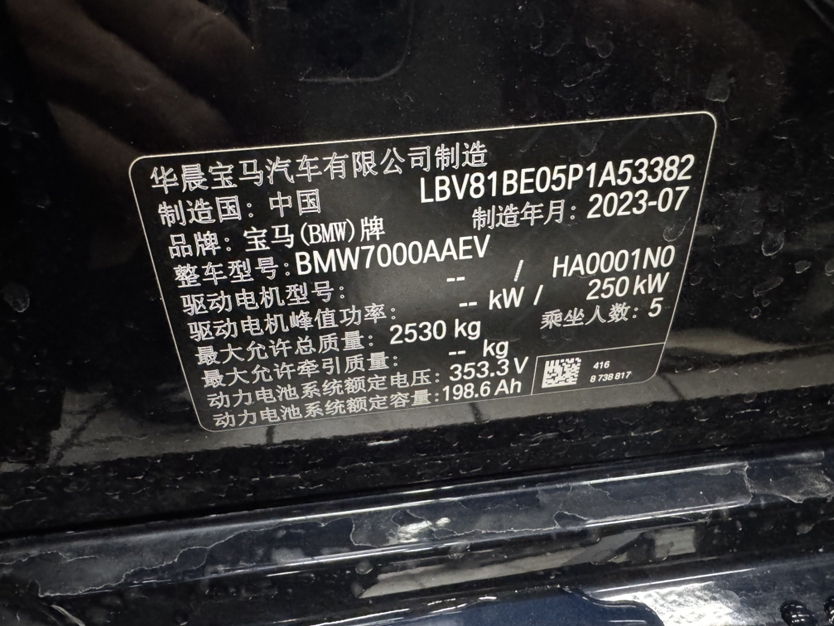 华晨宝马汽车有限公司制造
LBV81BE05P1A53382
制造国：中国
制造年月：2023-07
品牌：宝马(BMW)牌
整车型号：BMW7000AAEV
驱动电机型号： -- / HA0001N0
驱动电机峰值功率： -- kW / 250 kW
最大允许总质量：2530 kg
乘坐人数：5
最大允许牵引质量： -- kg
动力电池系统额定电压：353.3 V
动力电池系统额定容量：198.6 Ah
416
8 738 817